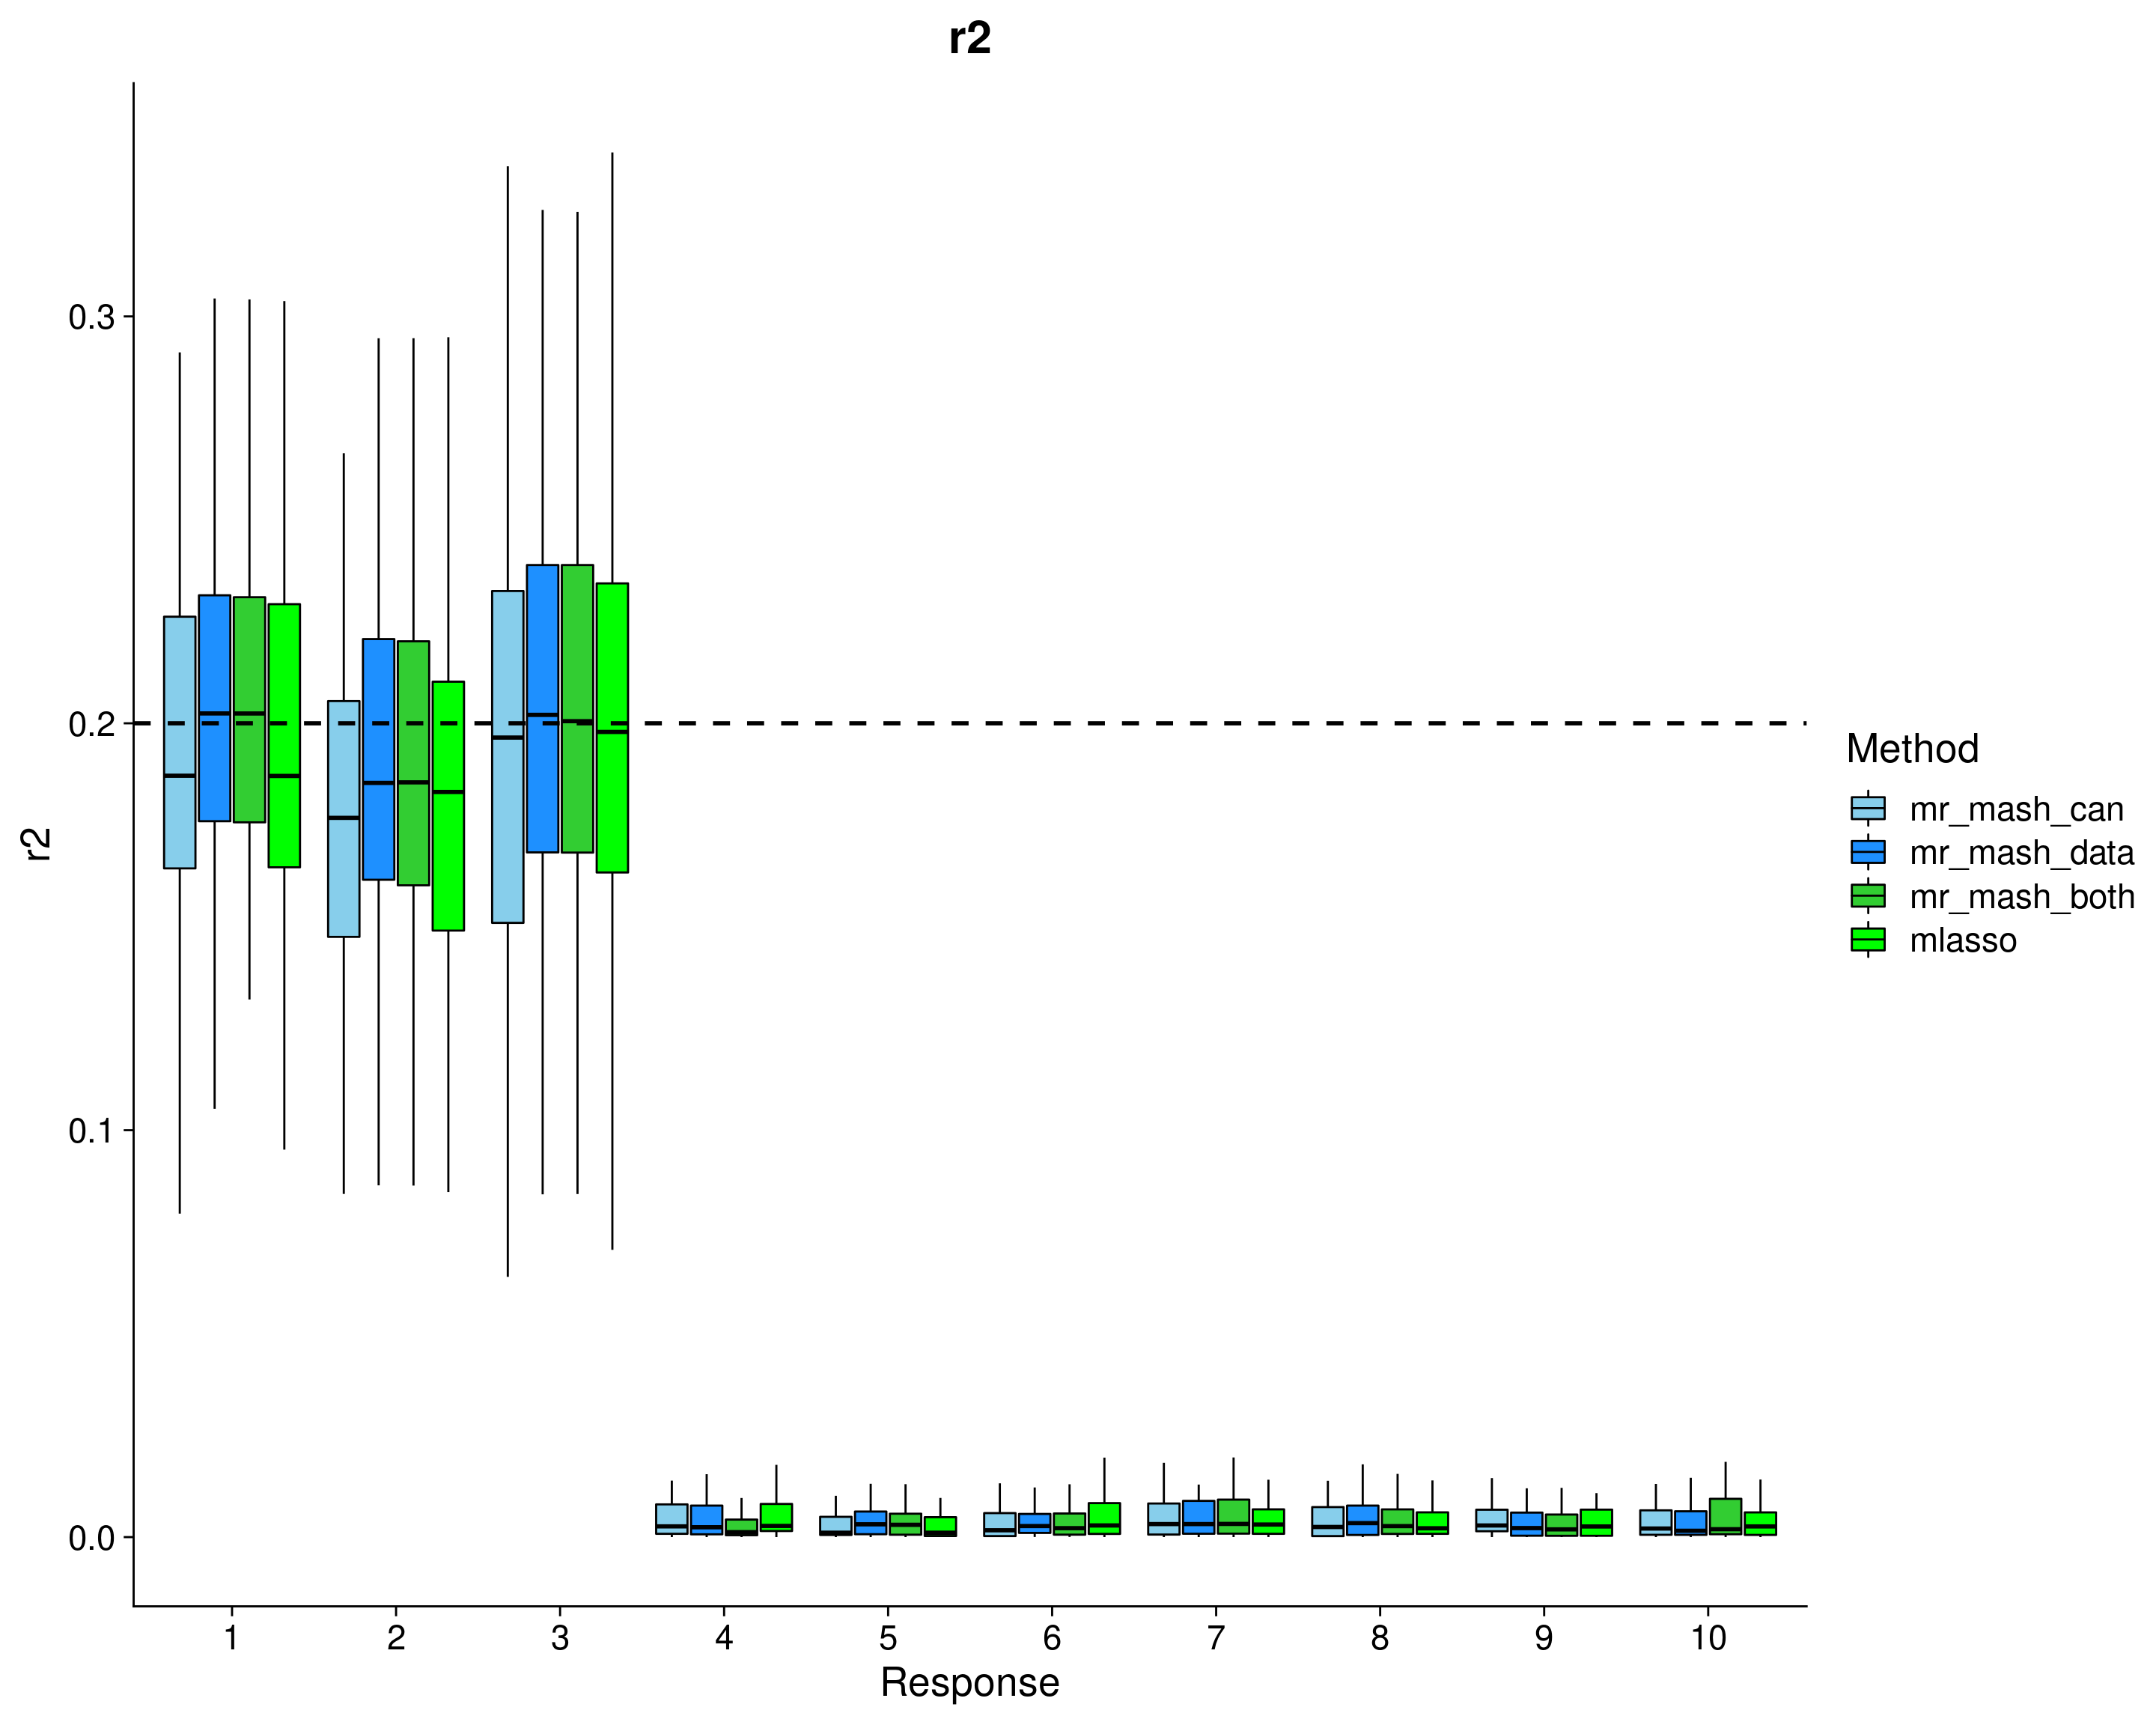 r2
0.3
0.2
0.1
0.0
r2
1 2 3 4 5 6 7 8 9 10
Response
Method
mr_mash_can
mr_mash_data
mr_mash_both
mlasso